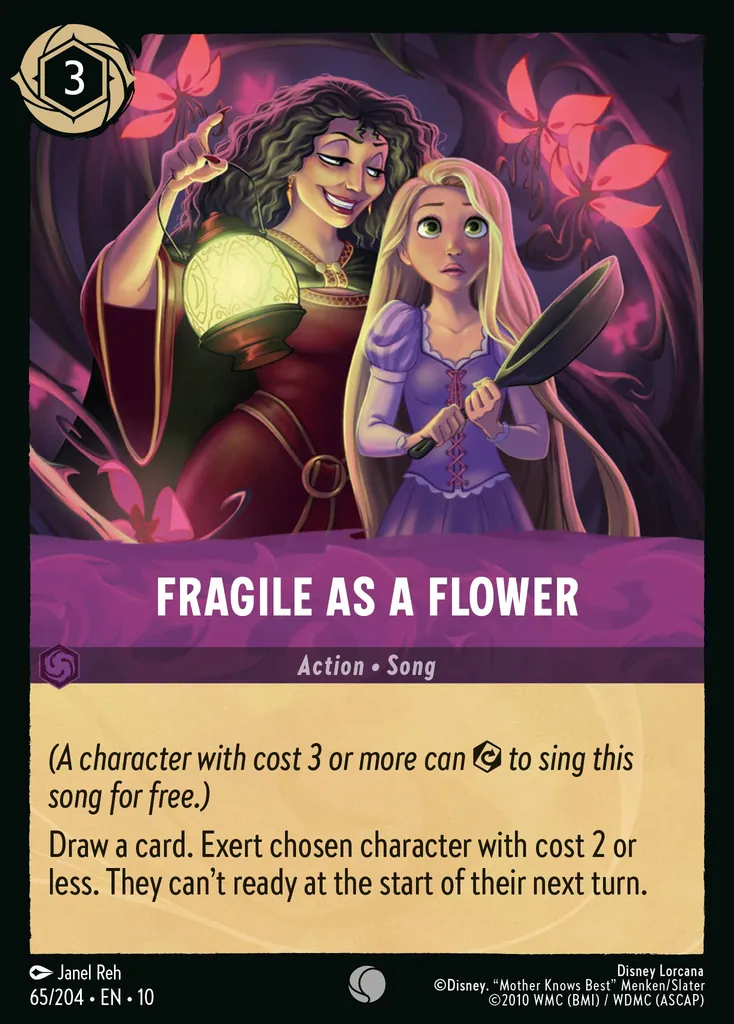 3
FRAGILE AS A FLOWER
Action • Song
(A character with cost 3 or more can to sing this
song for free.)
Draw a card. Exert chosen character with cost 2 or
less. They can't ready at the start of their next turn.
Janel Reh
65/204 • EN • 10
Disney Lorcana
©Disney. “Mother Knows Best” Menken/Slater
©2010 WMC (BMI) / WDMC (ASCAP)